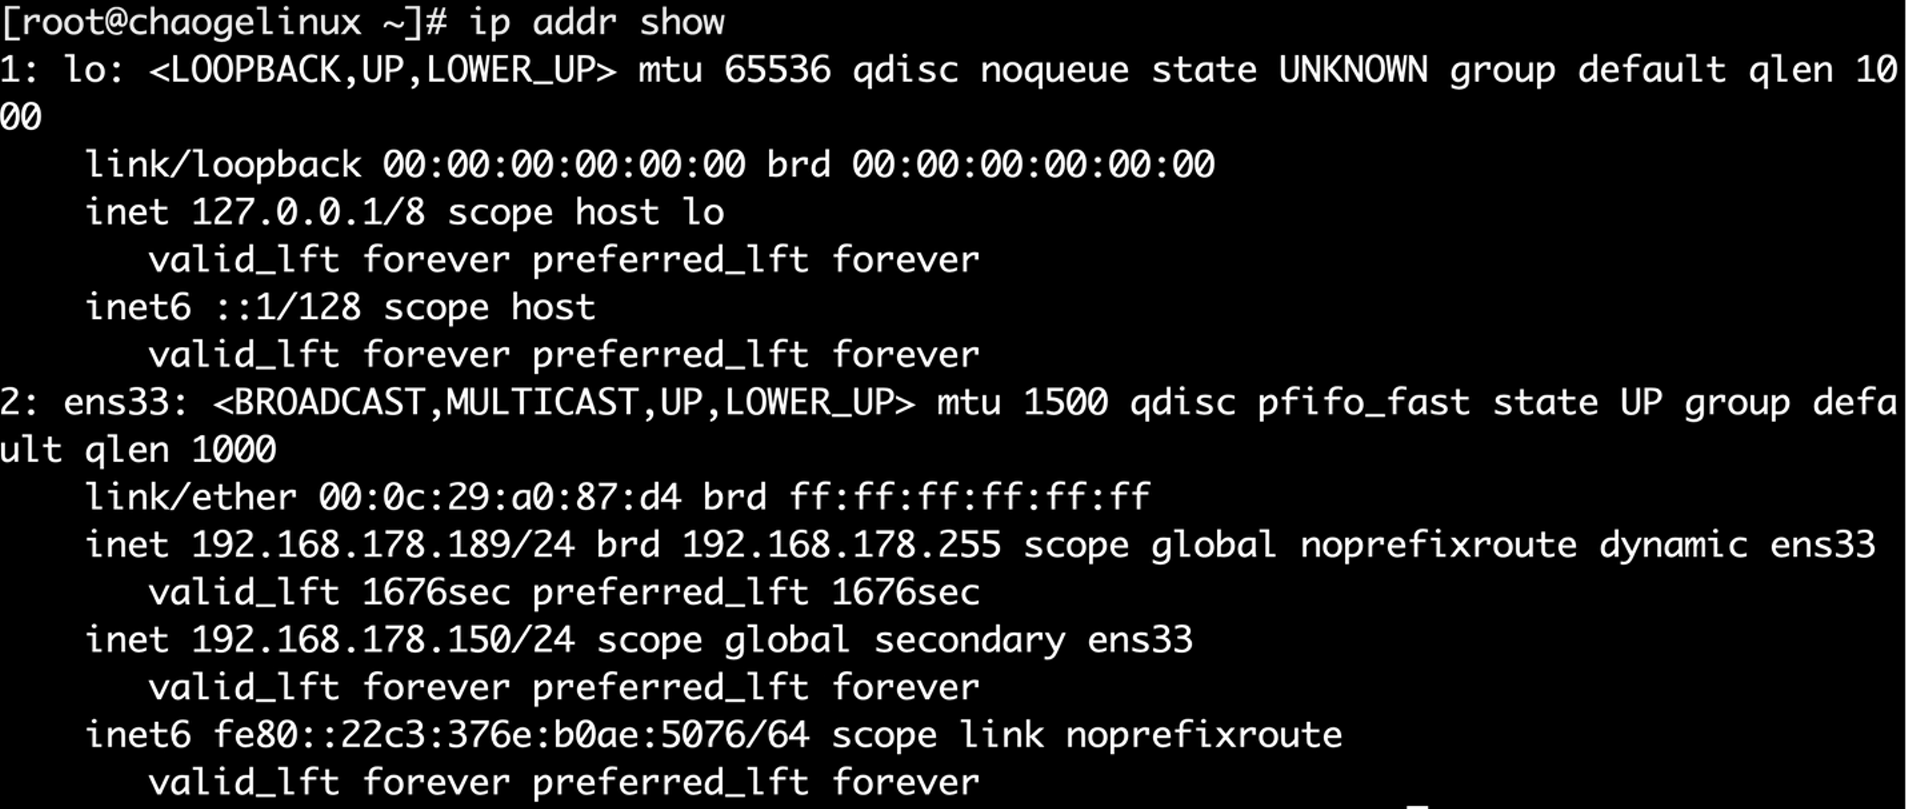 [root@chaogelinux ~]# ip addr show
1: lo: <LOOPBACK,UP,LOWER_UP> mtu 65536 qdisc noqueue state UNKNOWN group default qlen 10
00
    link/loopback 00:00:00:00:00:00 brd 00:00:00:00:00:00
    inet 127.0.0.1/8 scope host lo
       valid_lft forever preferred_lft forever
    inet6 ::1/128 scope host
       valid_lft forever preferred_lft forever
2: ens33: <BROADCAST,MULTICAST,UP,LOWER_UP> mtu 1500 qdisc pfifo_fast state UP group defa
ult qlen 1000
    link/ether 00:0c:29:a0:87:d4 brd ff:ff:ff:ff:ff:ff
    inet 192.168.178.189/24 brd 192.168.178.255 scope global noprefixroute dynamic ens33
       valid_lft 1676sec preferred_lft 1676sec
    inet 192.168.178.150/24 scope global secondary ens33
       valid_lft forever preferred_lft forever
    inet6 fe80::22c3:376e:b0ae:5076/64 scope link noprefixroute
       valid_lft forever preferred_lft forever